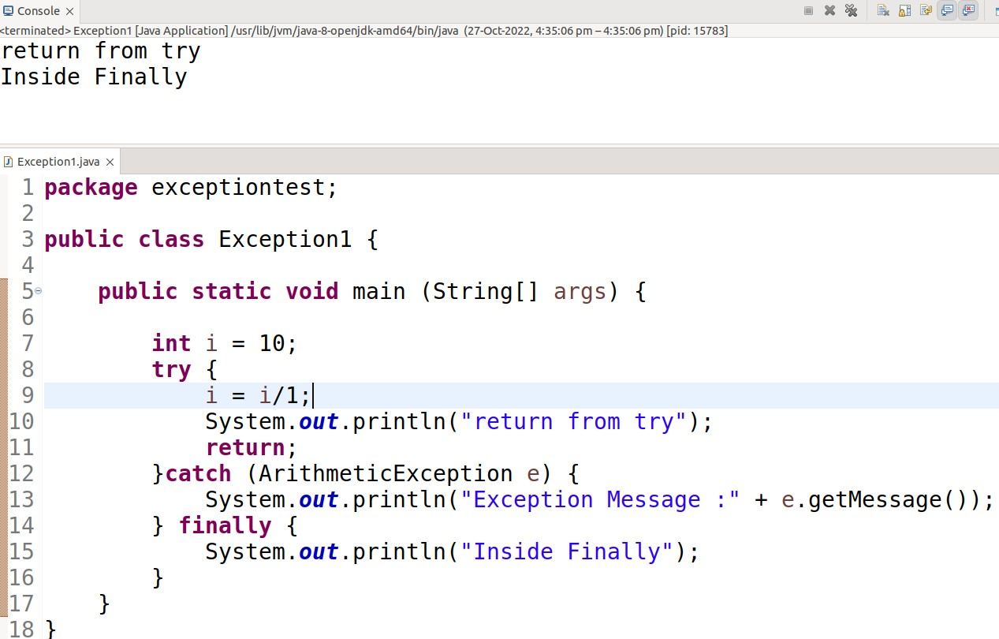 Console
<terminated> Exception1 [Java Application] /usr/lib/jvm/java-8-openjdk-amd64/bin/java (27-Oct-2022, 4:35:06 pm – 4:35:06 pm) [pid: 15783]
return from try
Inside Finally
Exception1.java
1 package exceptiontest;
2
3 public class Exception1 {
4
5 public static void main (String[] args) {
6
7 int i = 10;
8 try {
9 i = i/1;
10 System.out.println("return from try");
11 return;
12 }catch (ArithmeticException e) {
13 System.out.println("Exception Message :" + e.getMessage());
14 } finally {
15 System.out.println("Inside Finally");
16 }
17 }
18 }